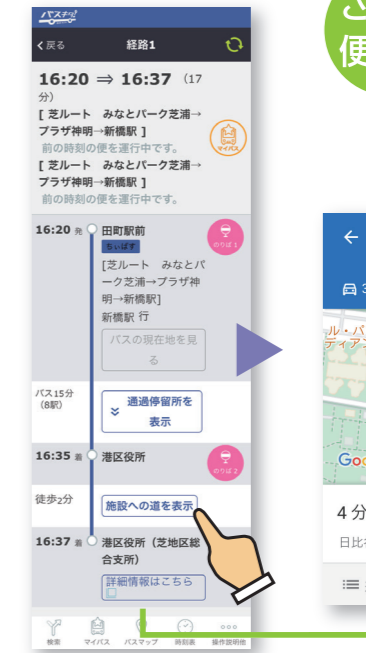 バスキタ!
戻る
経路1
16:20 ⇒ 16:37 (17
分)
[ 芝ルート みなとパーク芝浦→
プラザ神明→新橋駅 ]
前の時刻の便を運行中です。
[ 芝ルート みなとパーク芝浦→
プラザ神明→新橋駅 ]
前の時刻の便を運行中です。
マイバス
16:20 発
田町駅前
ちぃばす
のりば 1
[芝ルート みなとパ
ーク芝浦→プラザ神
明→新橋駅]
新橋駅 行
バスの現在地を見
る
バス15分
(8駅)
通過停留所を
表示
16:35 着
港区役所
のりば 2
徒歩2分
施設への道を表示
16:37 着
港区役所(芝地区総
合支所)
詳細情報はこちら
検索
マイバス
バスマップ
時刻表
操作説明他
便
3
ル・バ
ディアン
Goo
4 分
日比